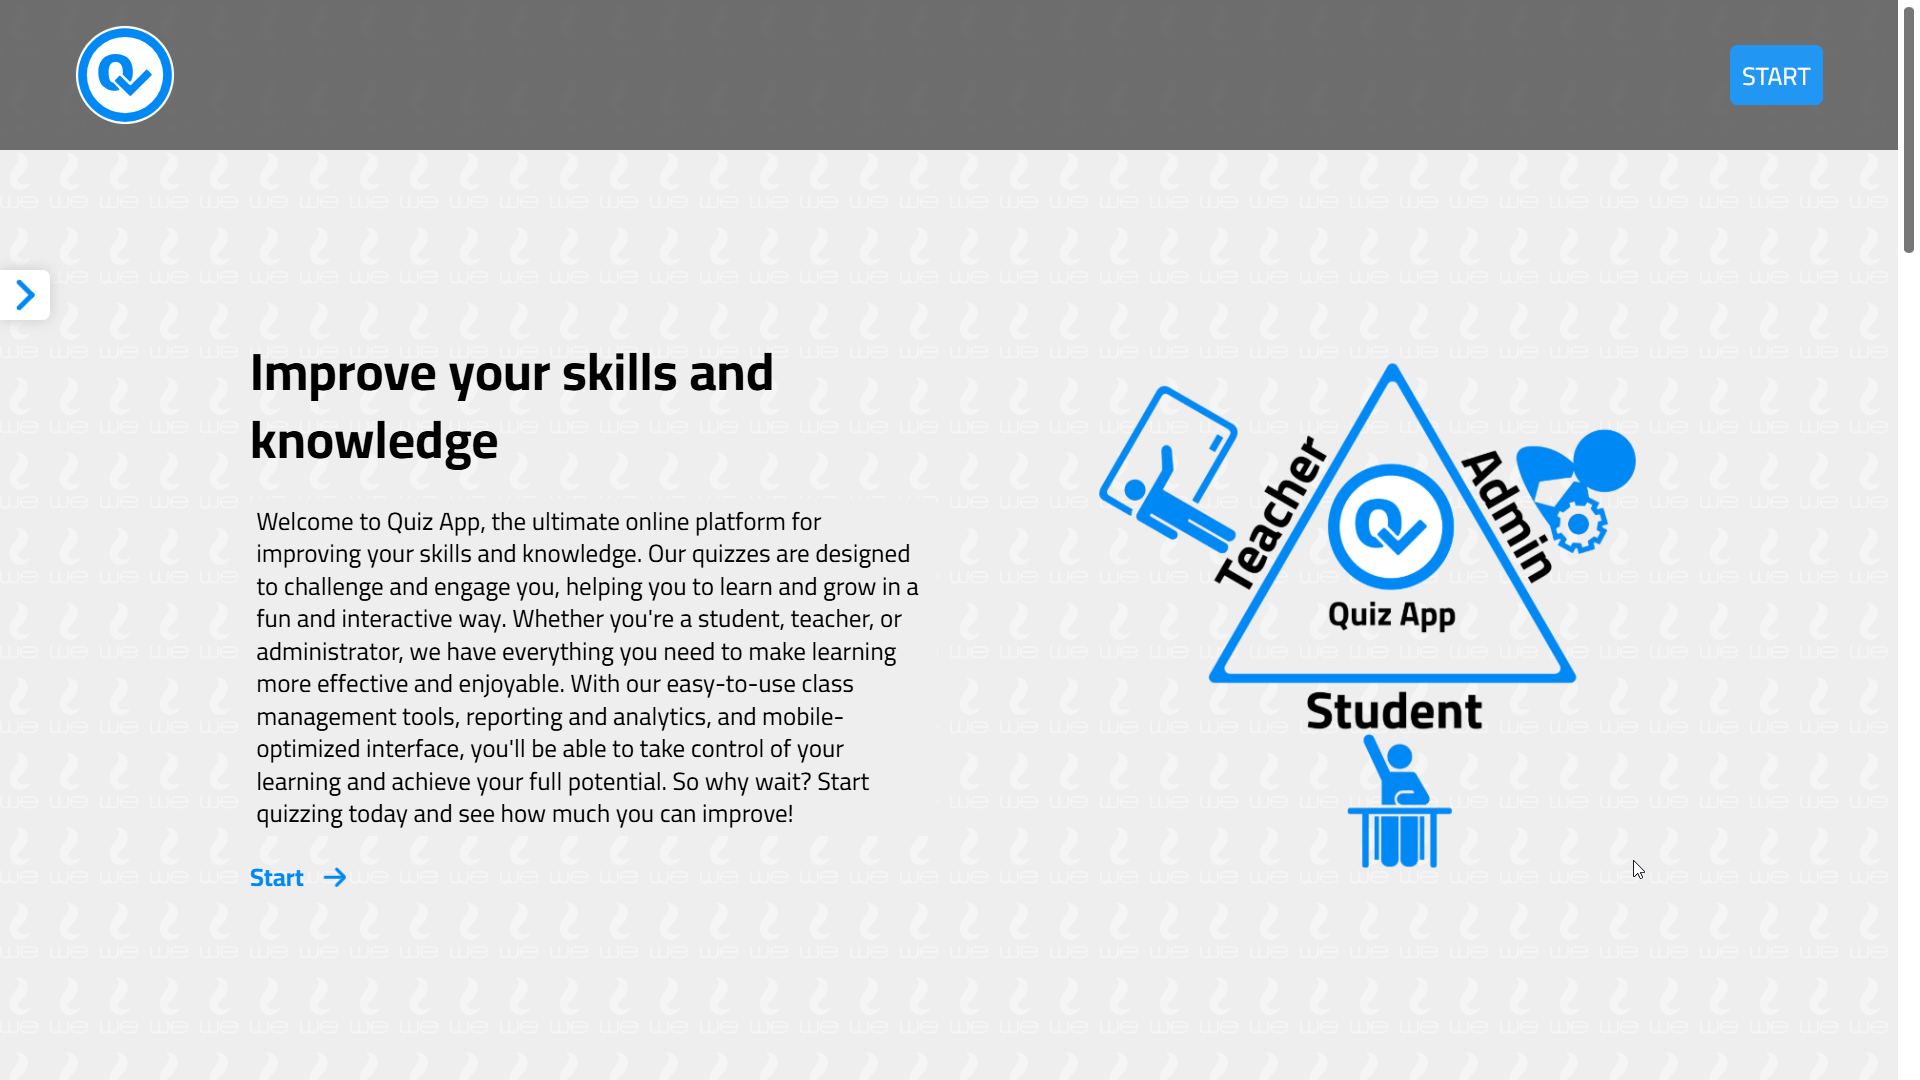 START
Improve your skills and
knowledge
Welcome to Quiz App, the ultimate online platform for
improving your skills and knowledge. Our quizzes are designed
to challenge and engage you, helping you to learn and grow in a
fun and interactive way. Whether you're a student, teacher, or
administrator, we have everything you need to make learning
more effective and enjoyable. With our easy-to-use class
management tools, reporting and analytics, and mobile-
optimized interface, you'll be able to take control of your
learning and achieve your full potential. So why wait? Start
quizzing today and see how much you can improve!
Start
Teacher
Admin
Quiz App
Student